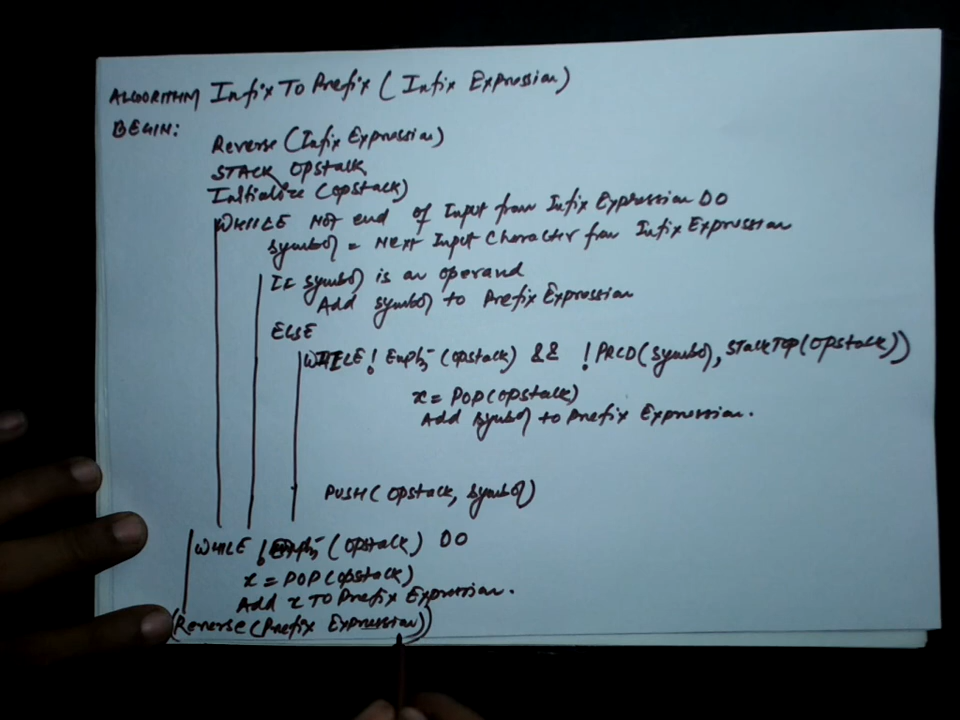 ALGORITHM Infix To Prefix ( Infix Expression)
BEGIN:
Reverse (Infix Expression)
STACK OpStack
Initialize (OpStack)
WHILE Not end of Input from Infix Expression DO
Symbol = Next Input Character from Infix Expression
If symbol is an operand
Add symbol to Prefix Expression
ELSE
WHILE ! Empty (Opstack) && ! PRCD (symbol, StackTop (Opstack))
x = POP (opstack)
Add symbol to Prefix Expression.
PUSH ( Opstack, symbol)
WHILE ! Empty (Opstack) DO
x = POP (opstack)
Add x To Prefix Expression.
(Reverse (Prefix Expression))